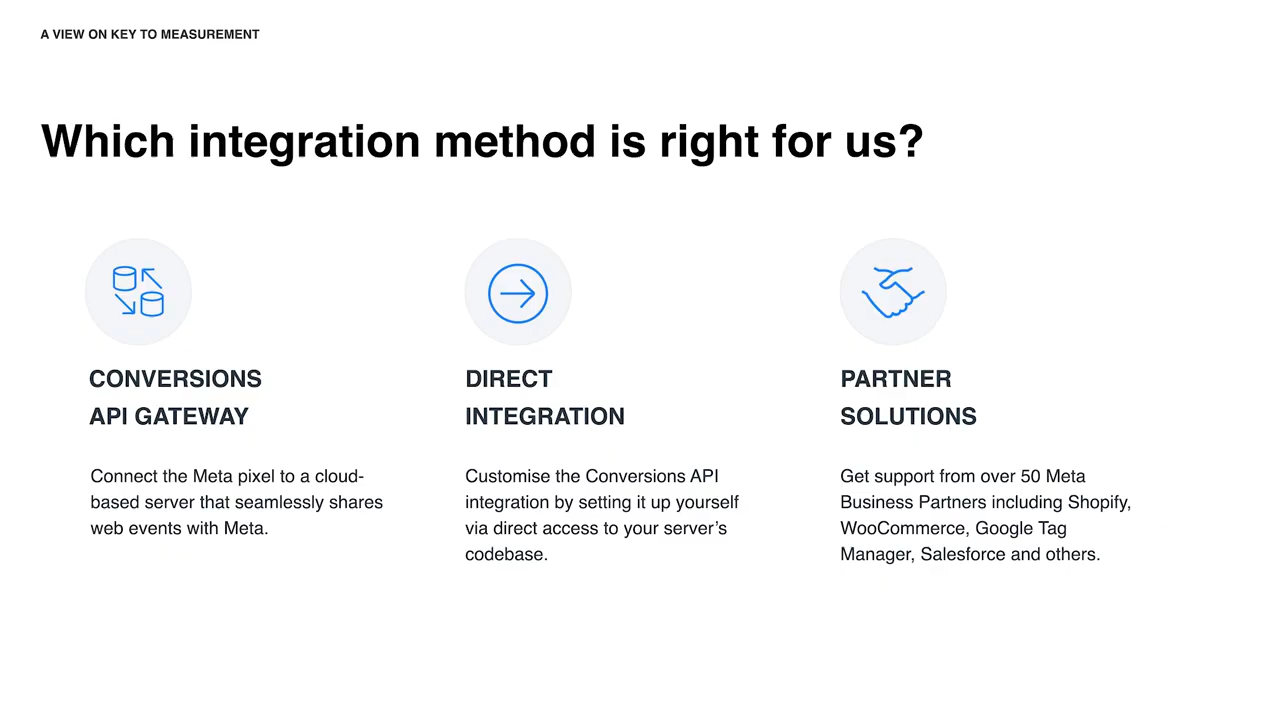 A VIEW ON KEY TO MEASUREMENT
Which integration method is right for us?
CONVERSIONS
API GATEWAY
Connect the Meta pixel to a cloud-
based server that seamlessly shares
web events with Meta.
DIRECT
INTEGRATION
Customise the Conversions API
integration by setting it up yourself
via direct access to your server’s
codebase.
PARTNER
SOLUTIONS
Get support from over 50 Meta
Business Partners including Shopify,
WooCommerce, Google Tag
Manager, Salesforce and others.